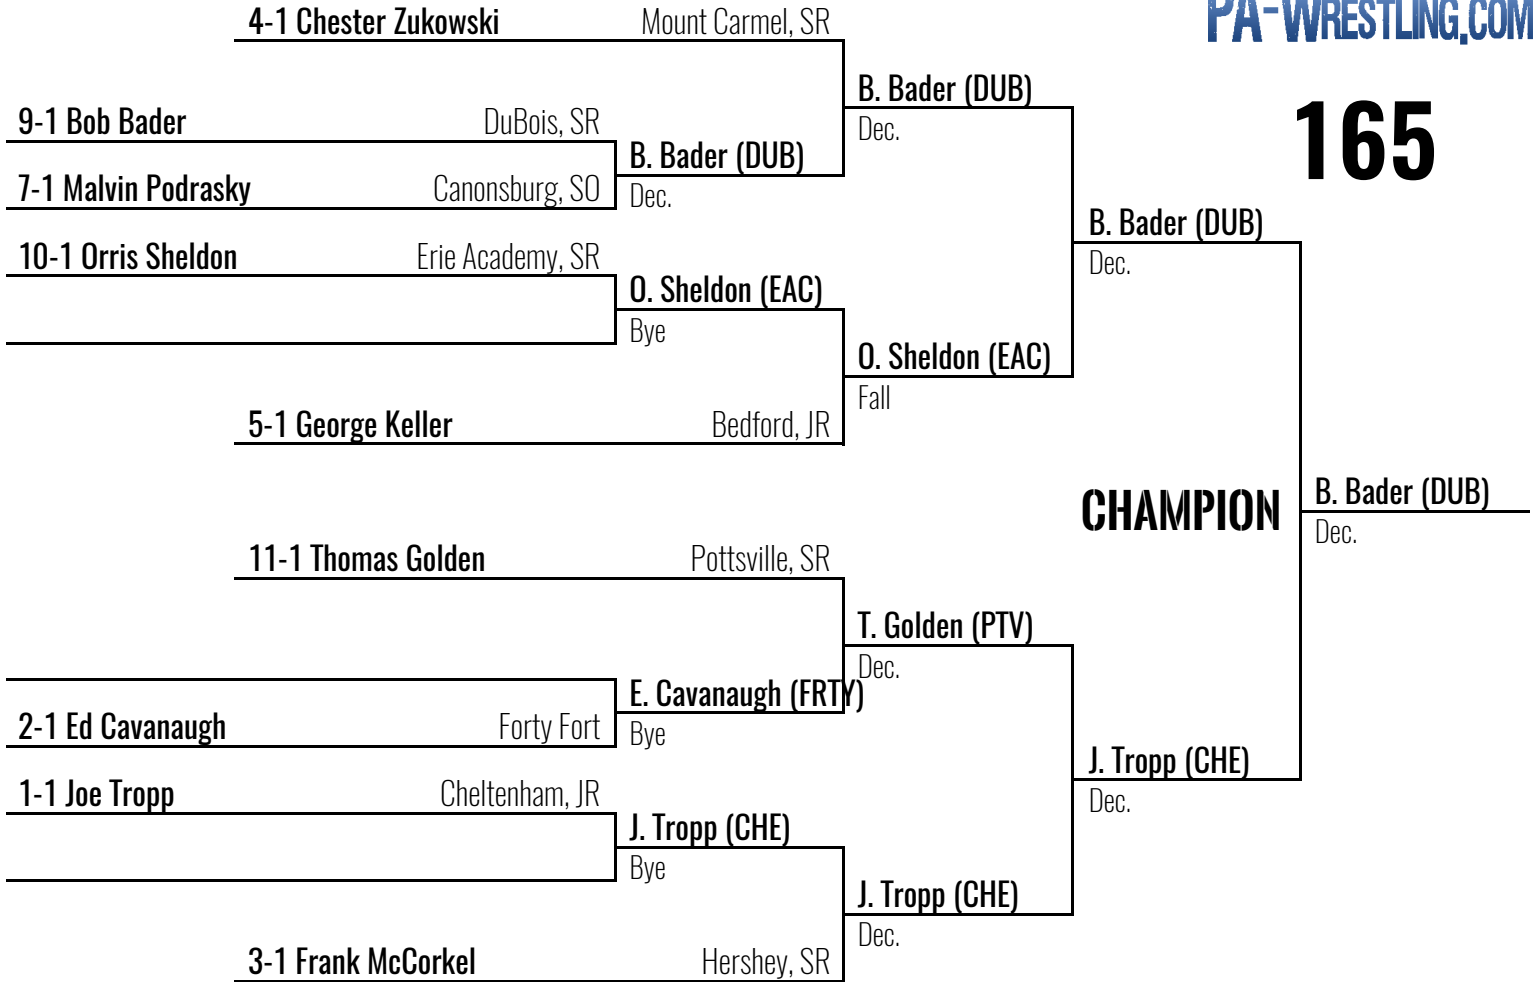 4-1 Chester Zukowski Mount Carmel, SR
PA-WRESTLING.COM
165
9-1 Bob Bader DuBois, SR
7-1 Malvin Podrasky Canonsburg, SO
B. Bader (DUB)
Dec.
B. Bader (DUB)
Dec.
10-1 Orris Sheldon Erie Academy, SR
O. Sheldon (EAC)
Bye
5-1 George Keller Bedford, JR
O. Sheldon (EAC)
Fall
B. Bader (DUB)
Dec.
CHAMPION
B. Bader (DUB)
Dec.
11-1 Thomas Golden Pottsville, SR
T. Golden (PTV)
Dec.
E. Cavanaugh (FRTY)
Bye
2-1 Ed Cavanaugh Forty Fort
1-1 Joe Tropp Cheltenham, JR
J. Tropp (CHE)
Bye
3-1 Frank McCorkel Hershey, SR
J. Tropp (CHE)
Dec.
J. Tropp (CHE)
Dec.